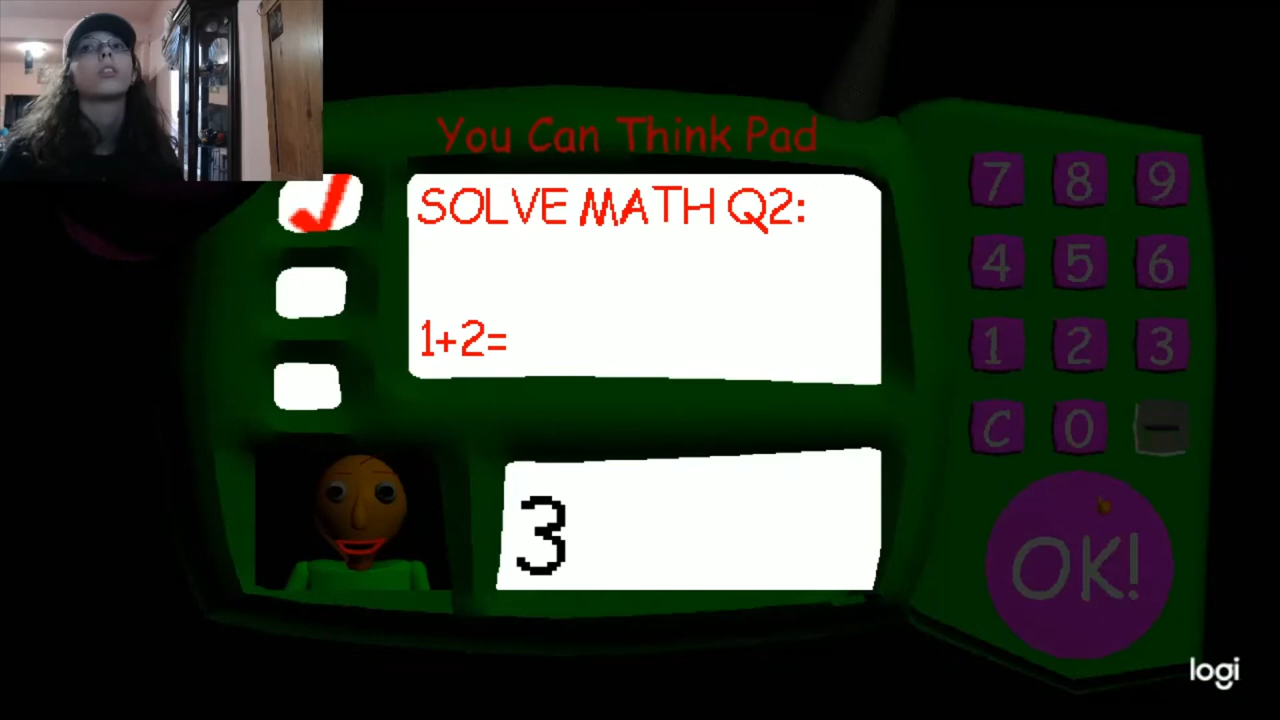 You Can Think Pad
SOLVE MATH Q2:
1+2=
3
7 8 9
4 5 6
1 2 3
C 0 -
OK!
logi